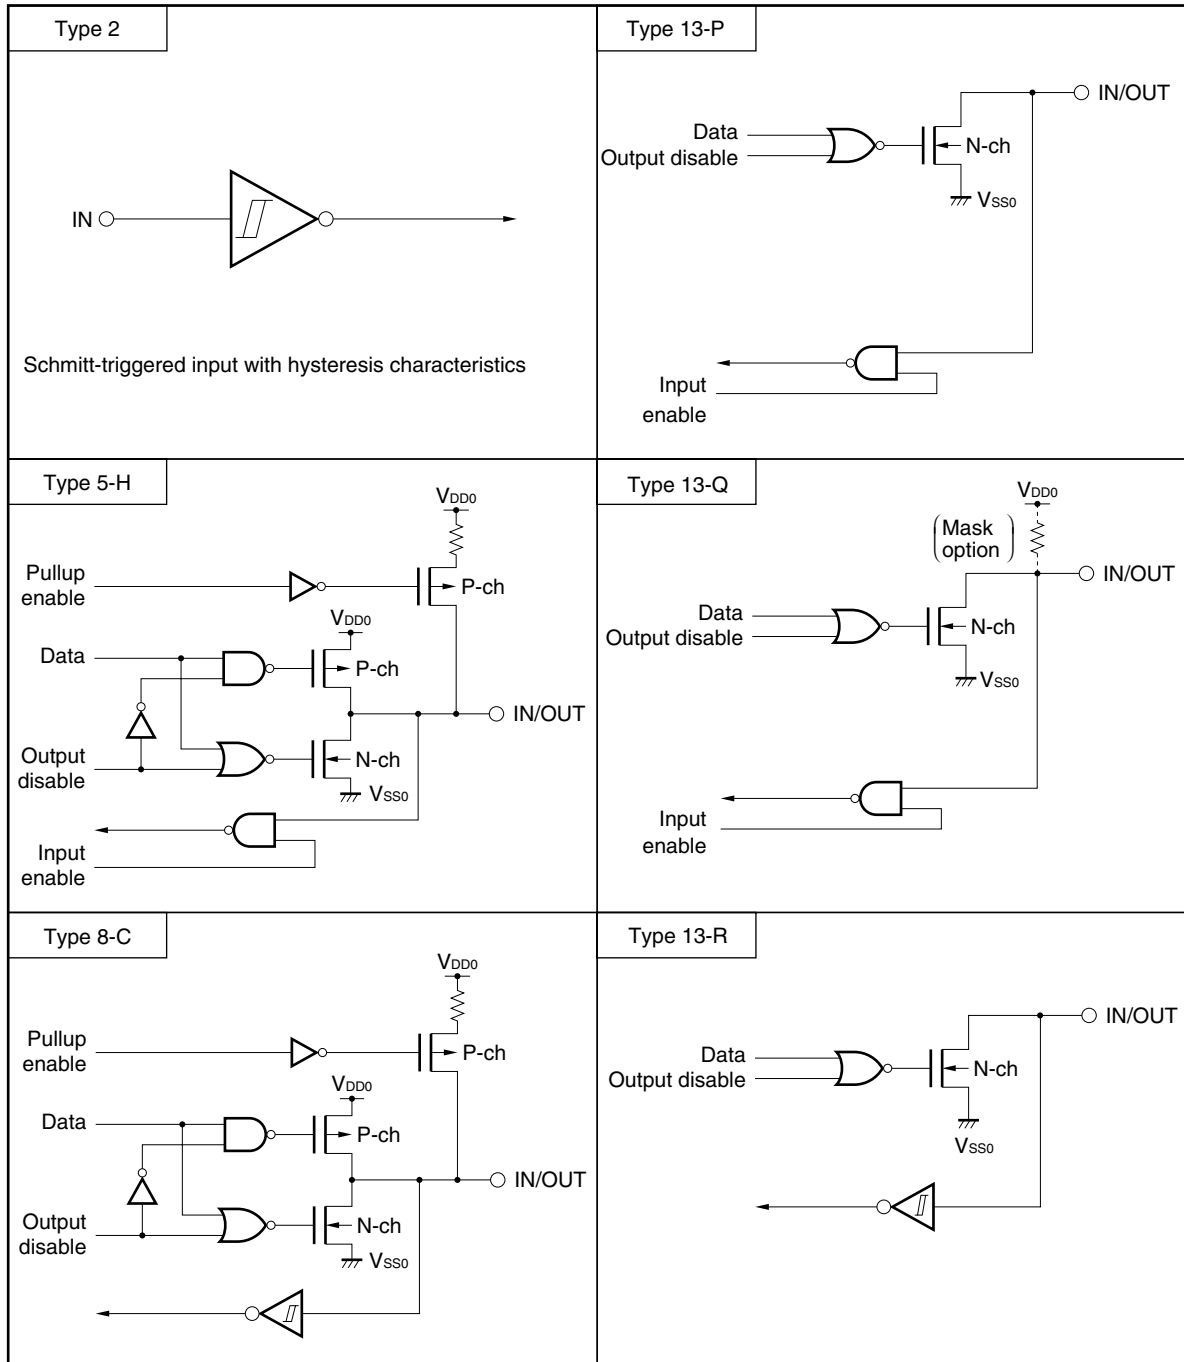 Type 2
IN
Schmitt-triggered input with hysteresis characteristics
Type 13-P
IN/OUT
Data
Output disable
N-ch
VSS0
Input
enable
Type 5-H
VDD0
Pullup
enable
P-ch
VDD0
Data
P-ch
IN/OUT
Output
disable
N-ch
VSS0
Input
enable
Type 13-Q
VDD0
(Mask
option)
IN/OUT
Data
Output disable
N-ch
VSS0
Input
enable
Type 8-C
VDD0
Pullup
enable
P-ch
VDD0
Data
P-ch
IN/OUT
Output
disable
N-ch
VSS0
Type 13-R
IN/OUT
Data
Output disable
N-ch
VSS0